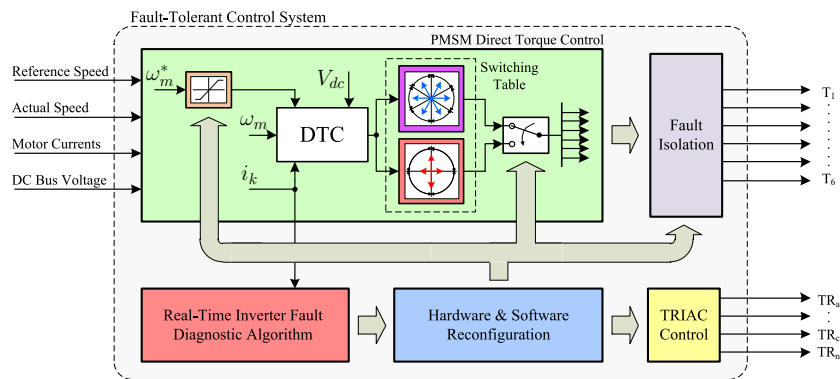 Fault-Tolerant Control System
PMSM Direct Torque Control
Reference Speed
Actual Speed
Motor Currents
DC Bus Voltage
ω*m
Vdc
ωm
DTC
ik
Switching
Table
Fault
Isolation
T1
T6
Real-Time Inverter Fault
Diagnostic Algorithm
Hardware & Software
Reconfiguration
TRIAC
Control
TRa
TRc
TRn